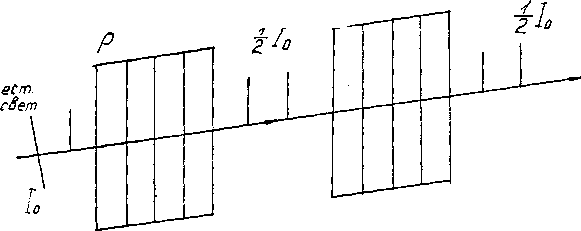 P
1/2 I₀
1/2 I₀
ест.
свет
I₀